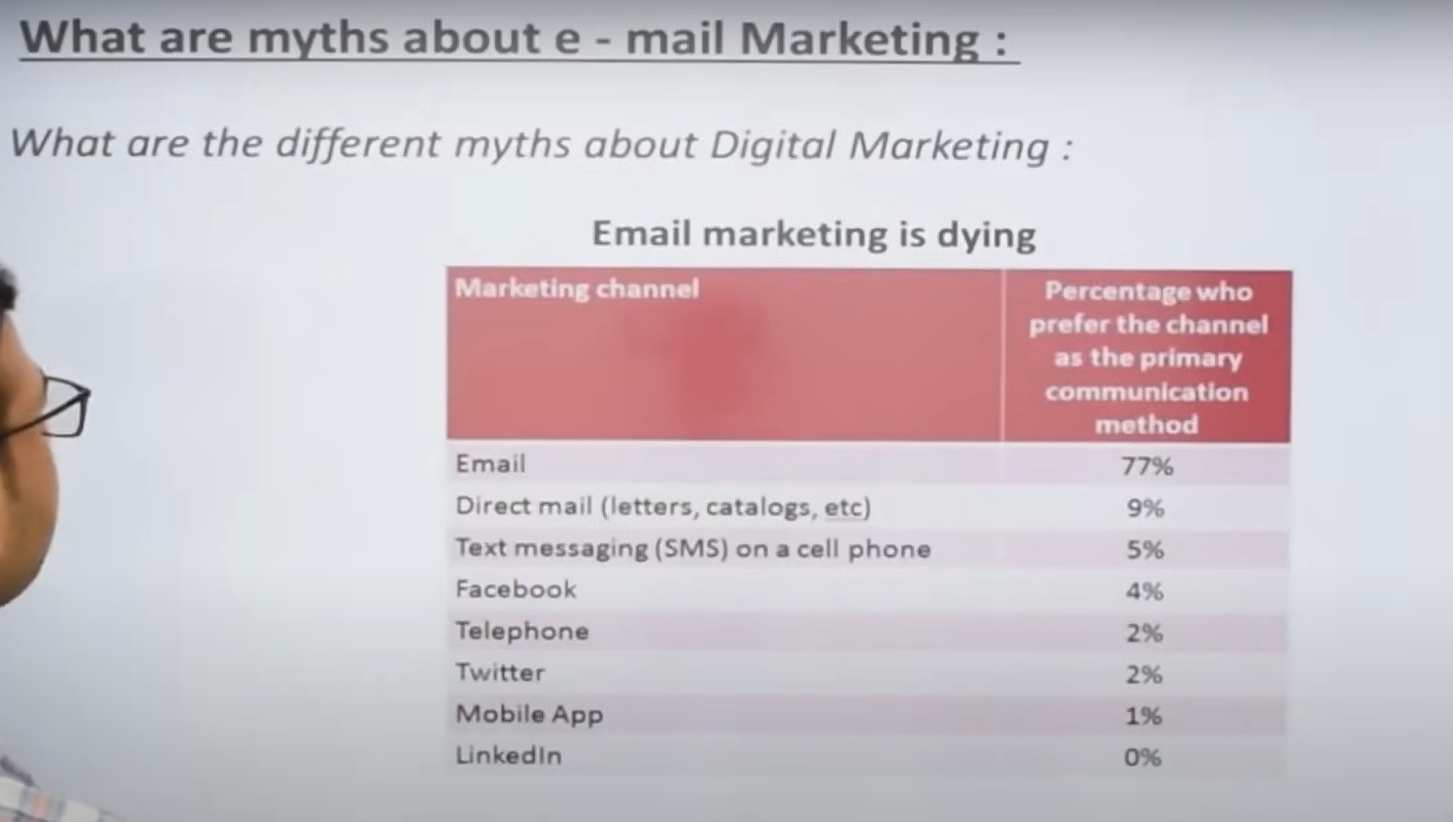 What are myths about e - mail Marketing :
What are the different myths about Digital Marketing :
Email marketing is dying
Marketing channel
Percentage who
prefer the channel
as the primary
communication
method
Email 77%
Direct mail (letters, catalogs, etc) 9%
Text messaging (SMS) on a cell phone 5%
Facebook 4%
Telephone 2%
Twitter 2%
Mobile App 1%
LinkedIn 0%